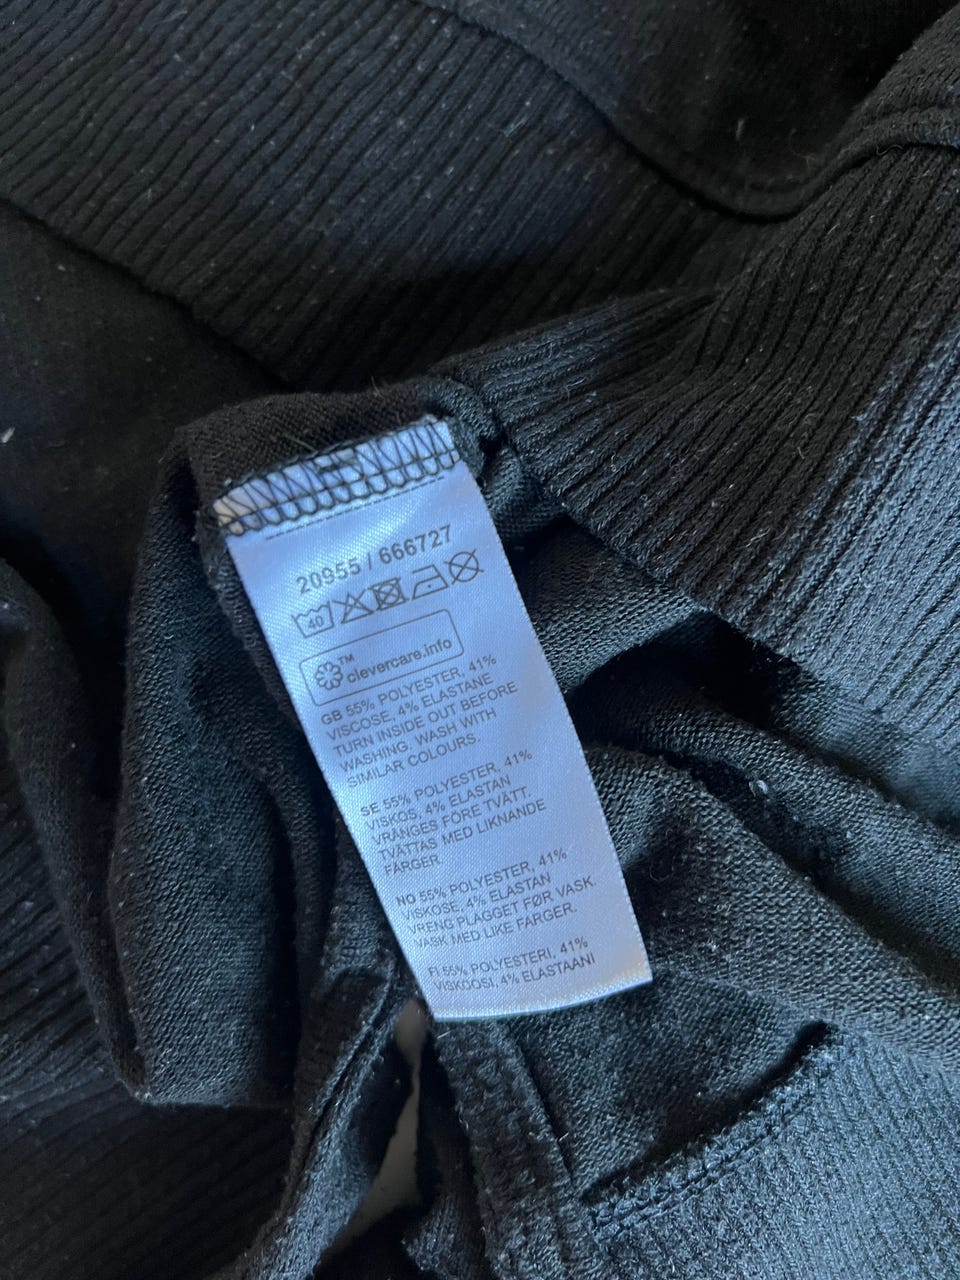 20955 / 666727
40
™ clevercare.info
GB 55% POLYESTER, 41%
VISCOSE, 4% ELASTANE
TURN INSIDE OUT BEFORE
WASHING. WASH WITH
SIMILAR COLOURS.
SE 55% POLYESTER, 41%
VISKOS, 4% ELASTAN
VRÄNGES FÖRE TVÄTT.
TVÄTTAS MED LIKNANDE
FÄRGER.
NO 55% POLYESTER, 41%
VISKOSE, 4% ELASTAN
VRENG PLAGGET FØR VASK.
VASK MED LIKE FARGER.
FI 55% POLYESTERI, 41%
VISKOOSI, 4% ELASTAANI